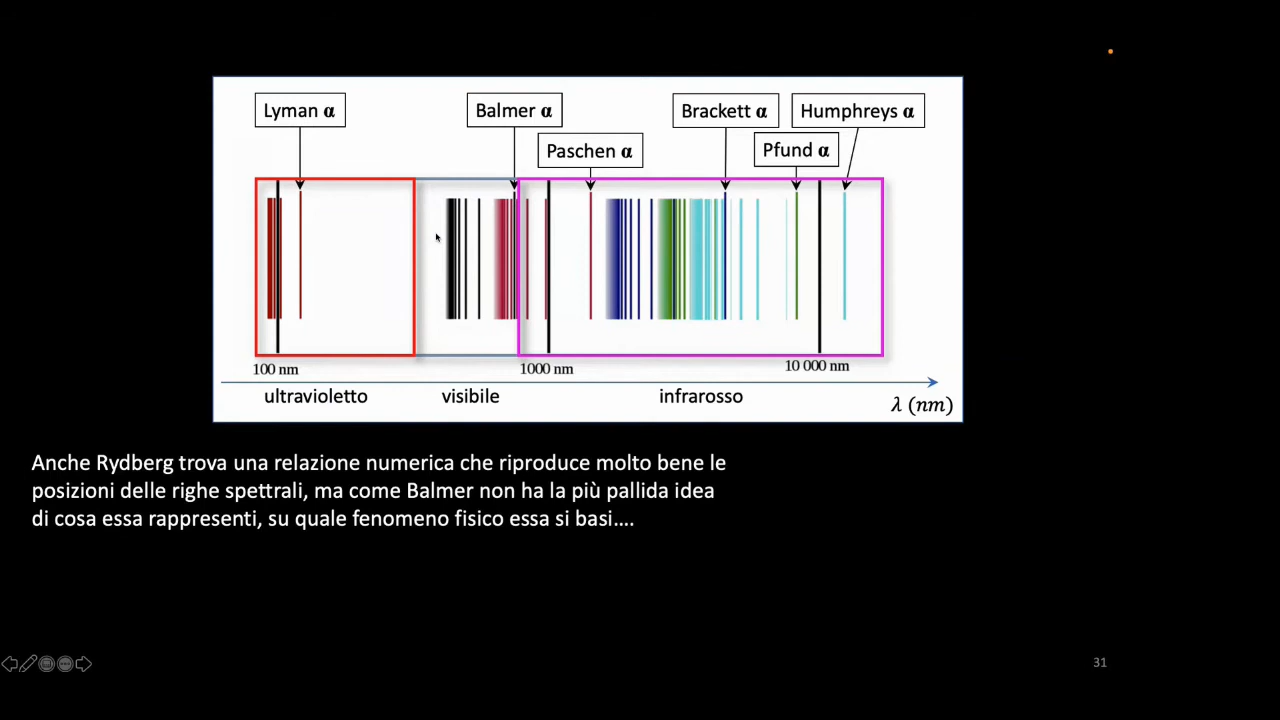 Lyman α
Balmer α
Brackett α
Humphreys α
Paschen α
Pfund α
100 nm
1000 nm
10 000 nm
ultravioletto
visibile
infrarosso
λ (nm)
Anche Rydberg trova una relazione numerica che riproduce molto bene le
posizioni delle righe spettrali, ma come Balmer non ha la più pallida idea
di cosa essa rappresenti, su quale fenomeno fisico essa si basi....
31